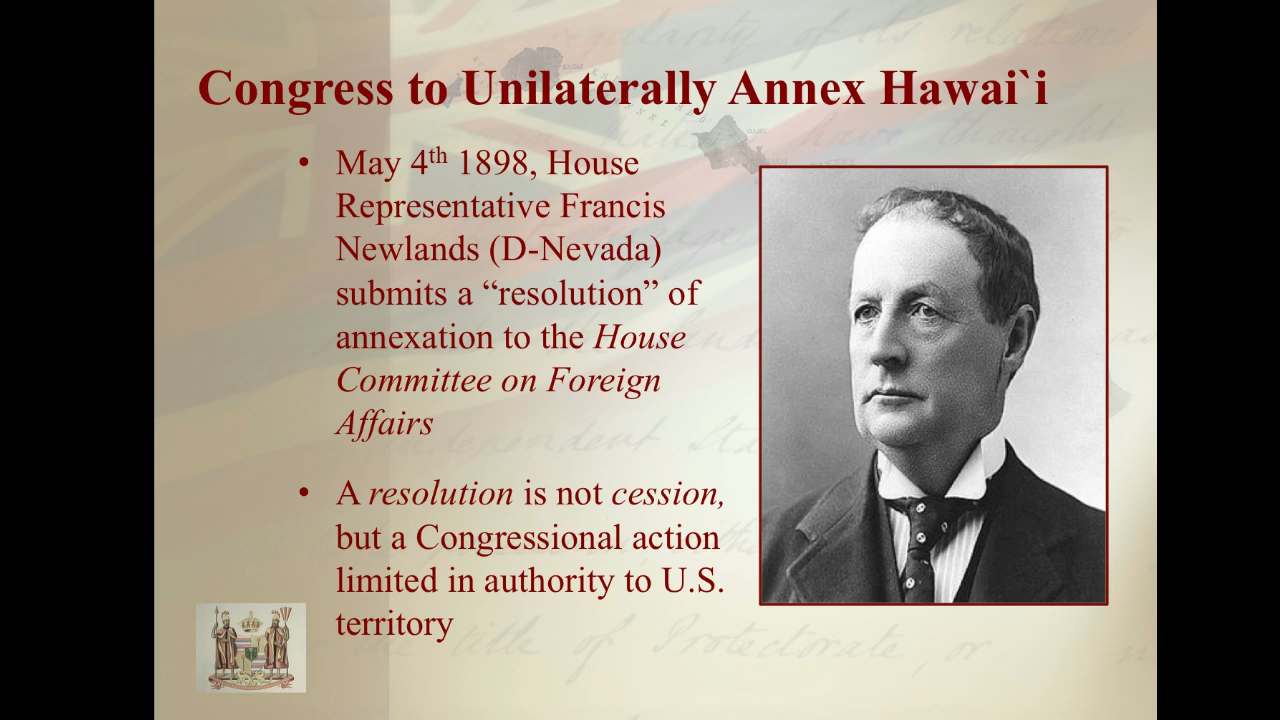 Congress to Unilaterally Annex Hawai`i
• May 4th 1898, House
Representative Francis
Newlands (D-Nevada)
submits a “resolution” of
annexation to the House
Committee on Foreign
Affairs
• A resolution is not cession,
but a Congressional action
limited in authority to U.S.
territory